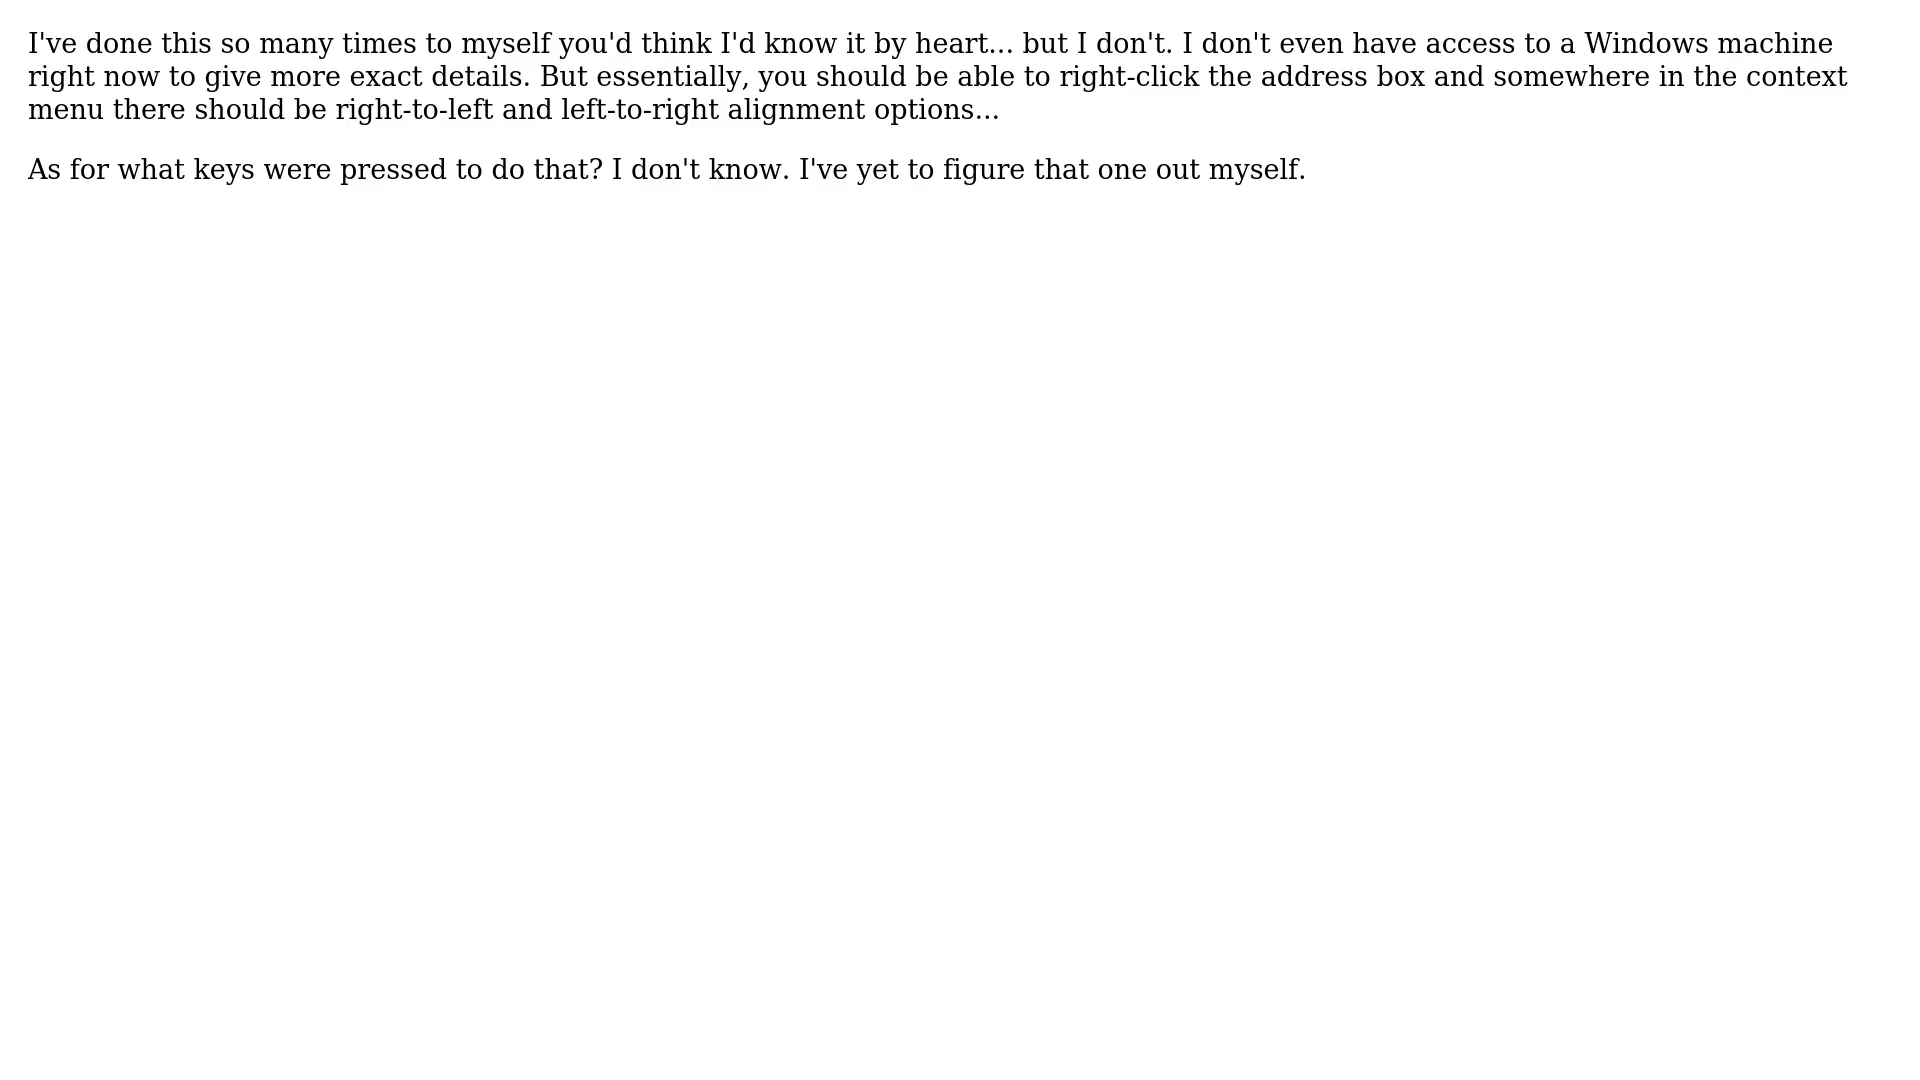 I've done this so many times to myself you'd think I'd know it by heart... but I don't. I don't even have access to a Windows machine
right now to give more exact details. But essentially, you should be able to right-click the address box and somewhere in the context
menu there should be right-to-left and left-to-right alignment options...
As for what keys were pressed to do that? I don't know. I've yet to figure that one out myself.